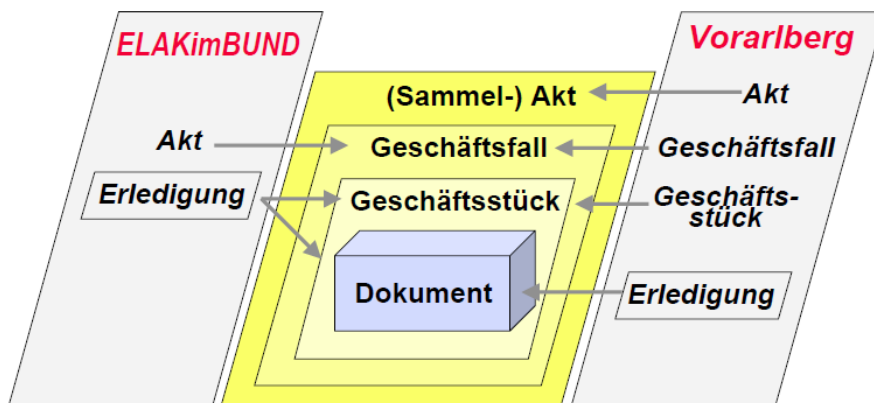 ELAKimBUND
Vorarlberg
(Sammel-) Akt
Akt
Akt
Geschäftsfall
Geschäftsfall
Erledigung
Geschäftsstück
Geschäfts-
stück
Dokument
Erledigung